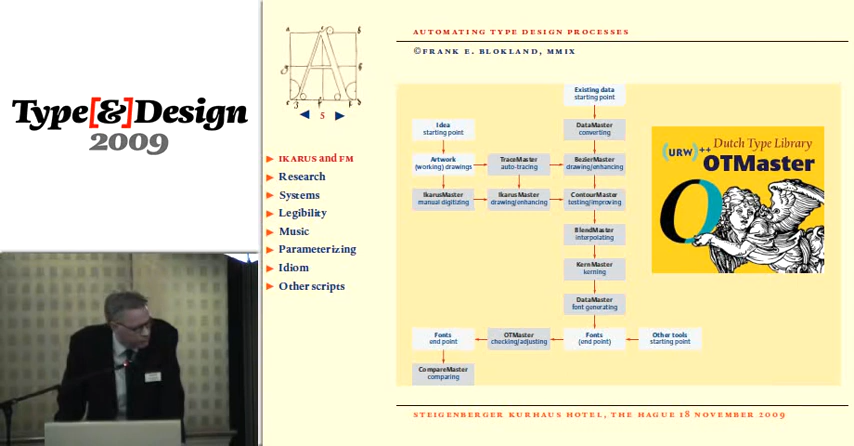 Type[&]Design
2009
5
IKARUS and FM
Research
Systems
Legibility
Music
Parameterizing
Idiom
Other scripts
AUTOMATING TYPE DESIGN PROCESSES
©FRANK E. BLOKLAND, MMIX
Existing data
starting point
Idea
starting point
DataMaster
converting
Artwork
(working) drawings
TraceMaster
auto-tracing
BezierMaster
drawing/enhancing
IkarusMaster
manual digitizing
IkarusMaster
drawing/enhancing
ContourMaster
testing/improving
BlendMaster
interpolating
KernMaster
kerning
DataMaster
font generating
Fonts
end point
OTMaster
checking/adjusting
Fonts
(end point)
Other tools
starting point
CompareMaster
comparing
(URW)++
Dutch Type Library
OTMaster
STEIGENBERGER KURHAUS HOTEL, THE HAGUE 18 NOVEMBER 2009